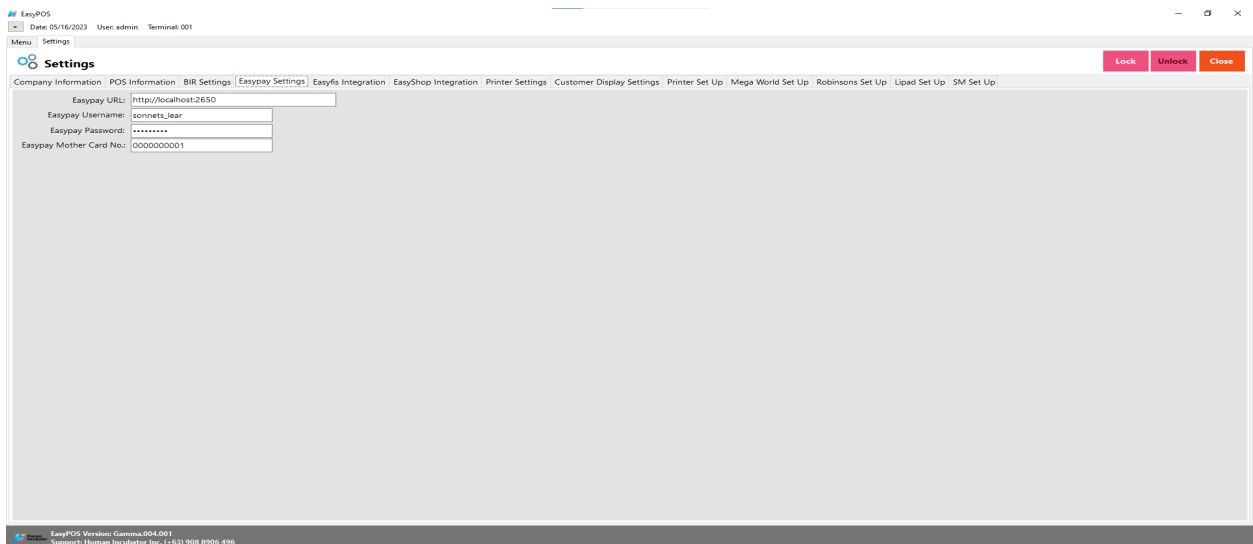 EasyPOS
Date: 05/16/2023 User: admin Terminal: 001
Menu Settings
Settings
Lock Unlock Close
Company Information POS Information BIR Settings Easypay Settings Easyfis Integration EasyShop Integration Printer Settings Customer Display Settings Printer Set Up Mega World Set Up Robinsons Set Up Lipad Set Up SM Set Up
Easypay URL: http://localhost:2650
Easypay Username: sonnets_lear
Easypay Password: •••••••••
Easypay Mother Card No.: 0000000001
EasyPOS Version: Gamma.004.001
Support: Human Incubator Inc. (+63) 908 8906 496